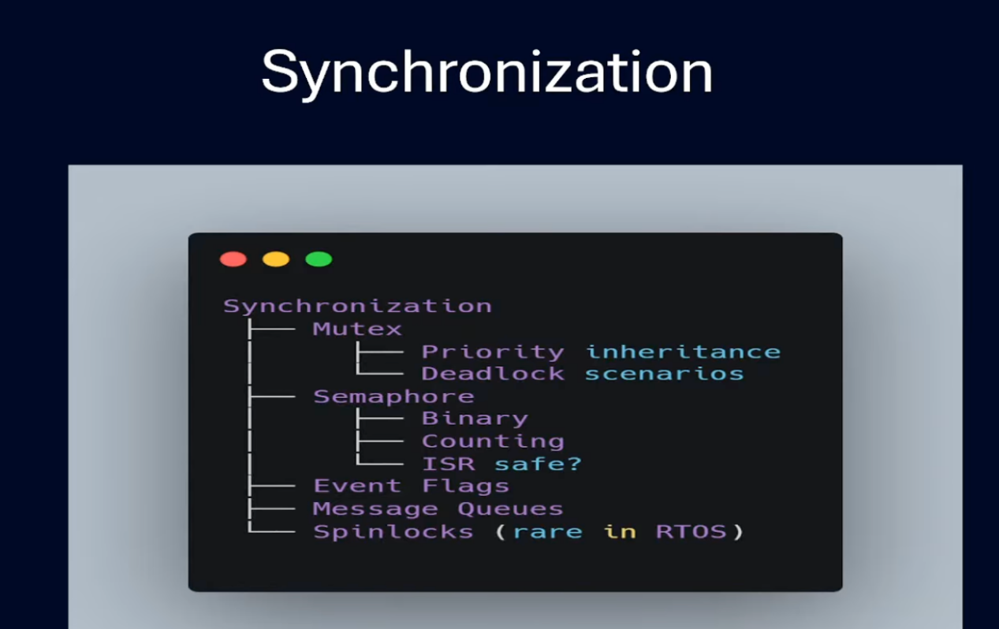 Synchronization
Synchronization
├── Mutex
│   ├── Priority inheritance
│   └── Deadlock scenarios
├── Semaphore
│   ├── Binary
│   ├── Counting
│   └── ISR safe?
├── Event Flags
├── Message Queues
└── Spinlocks (rare in RTOS)